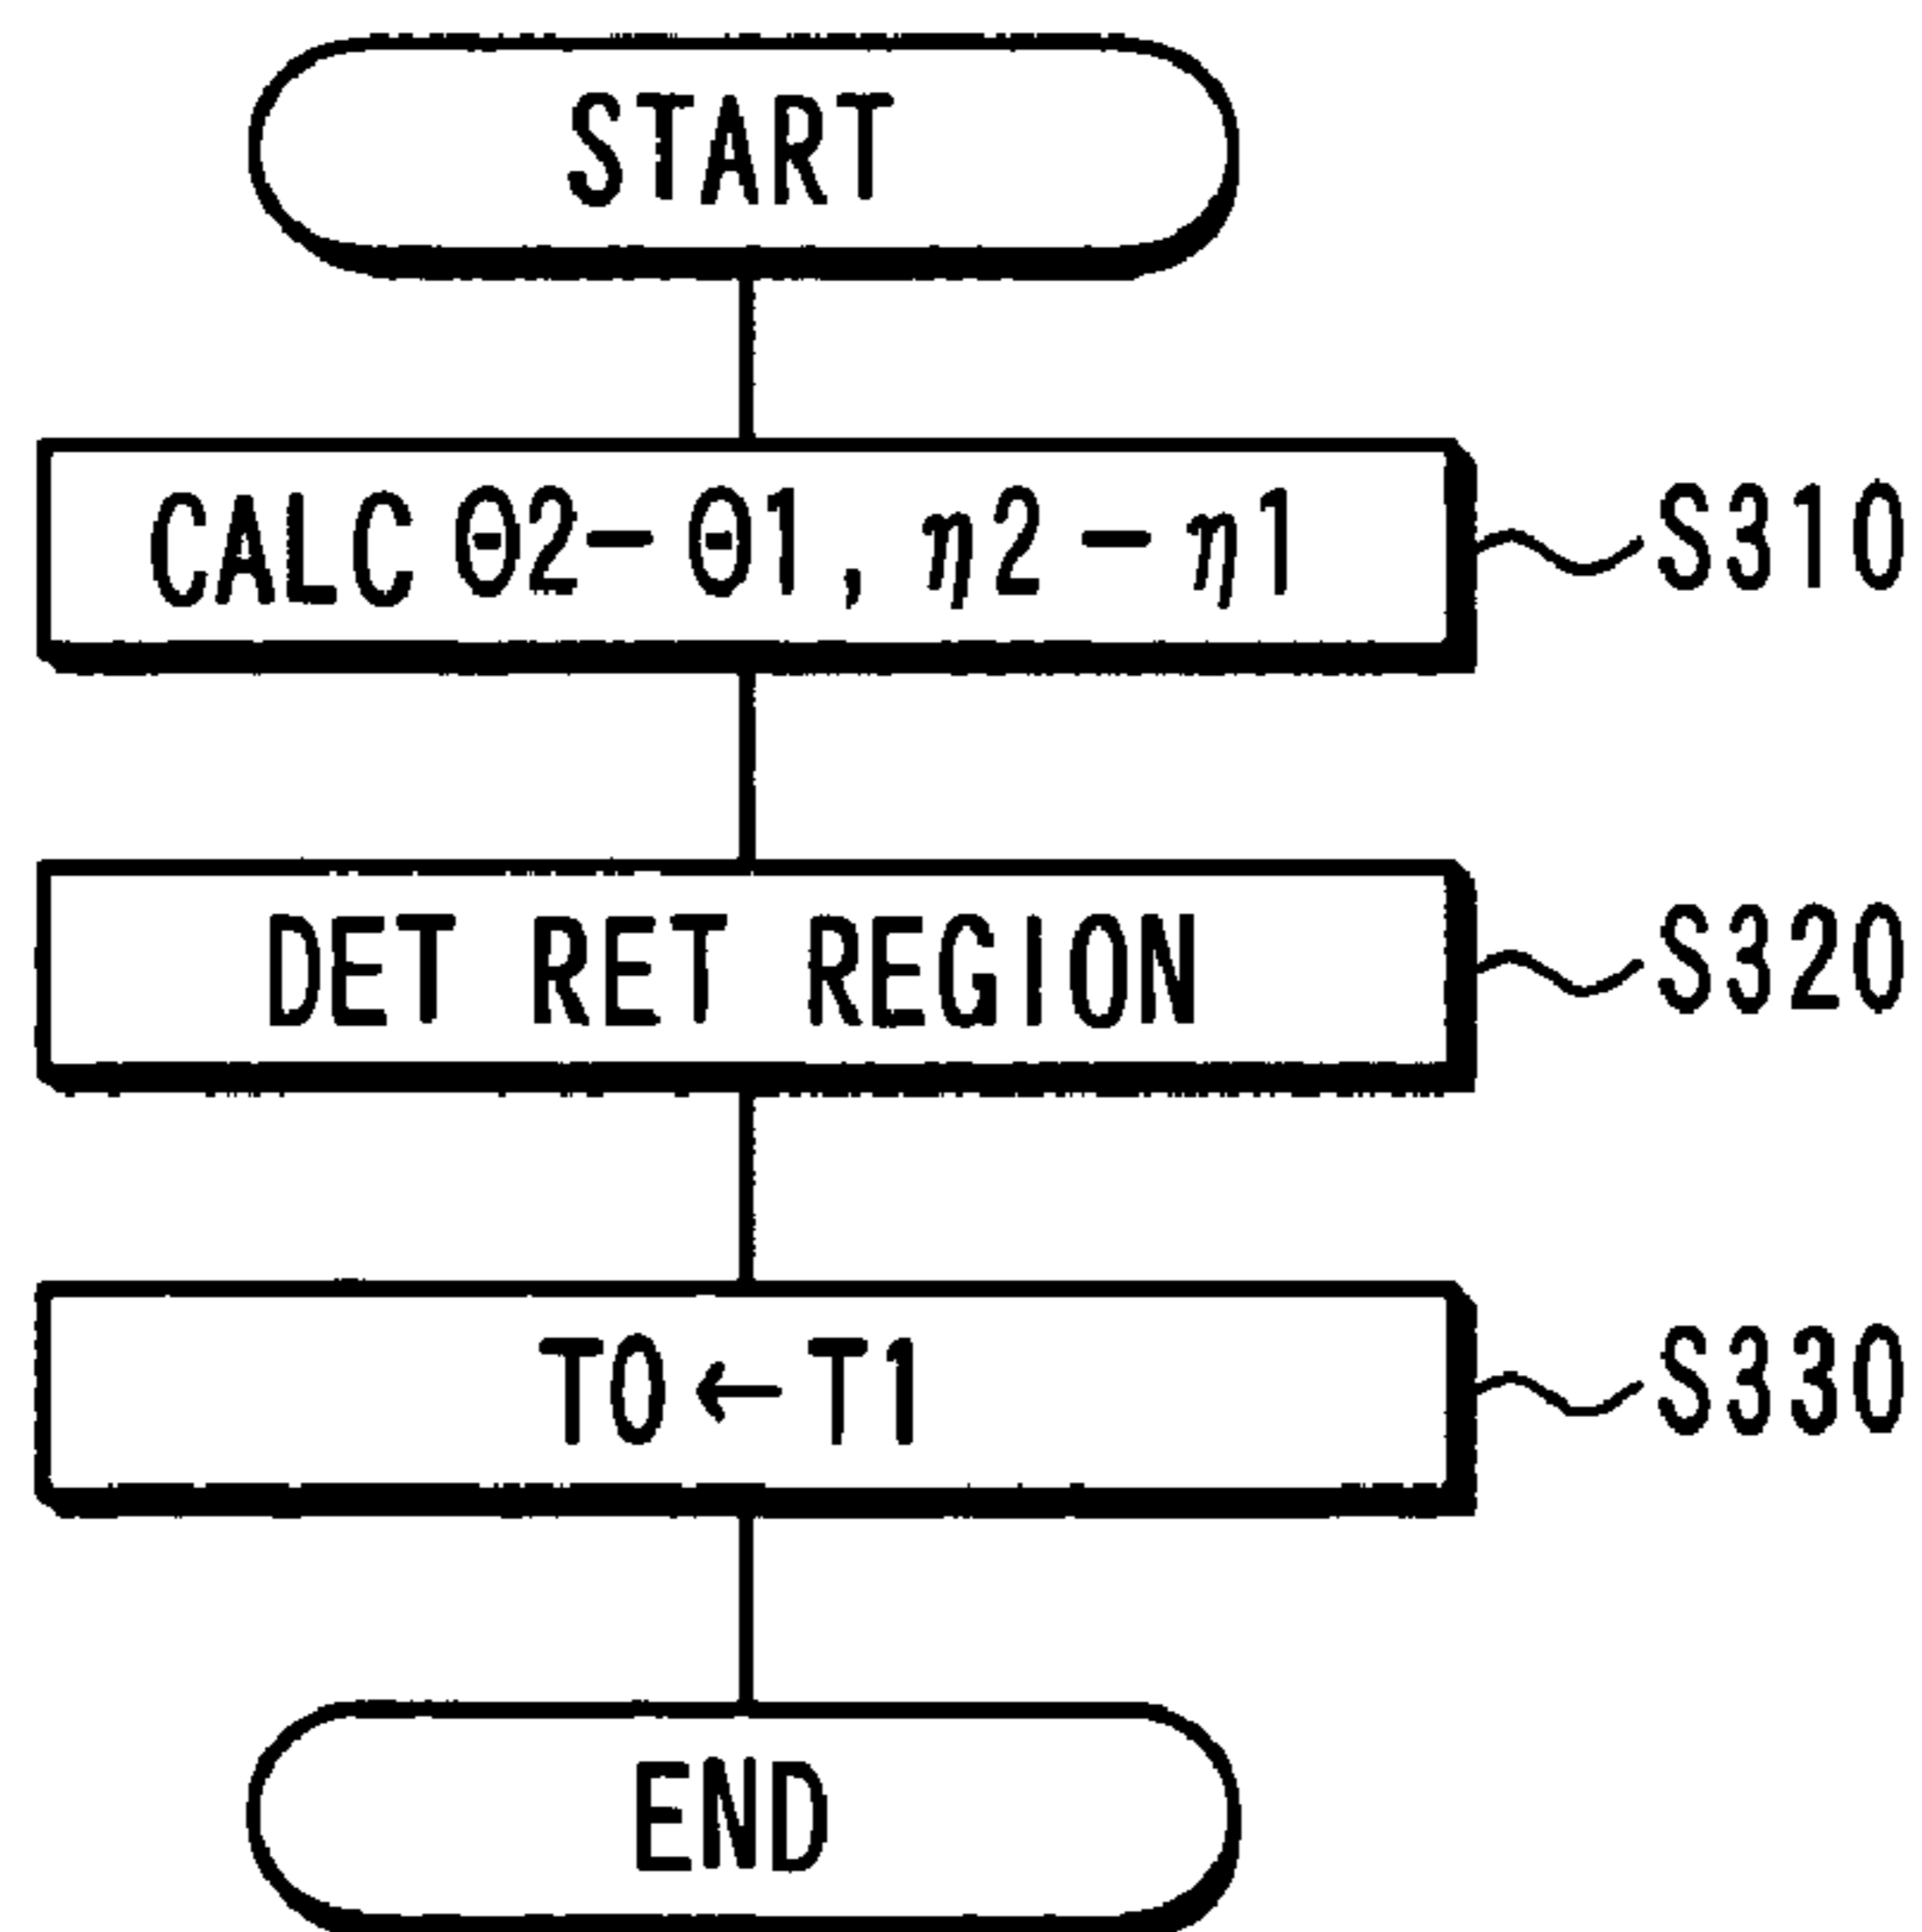 START
CALC Θ2-Θ1, η2-η1 S310
DET RET REGION S320
T0←T1 S330
END